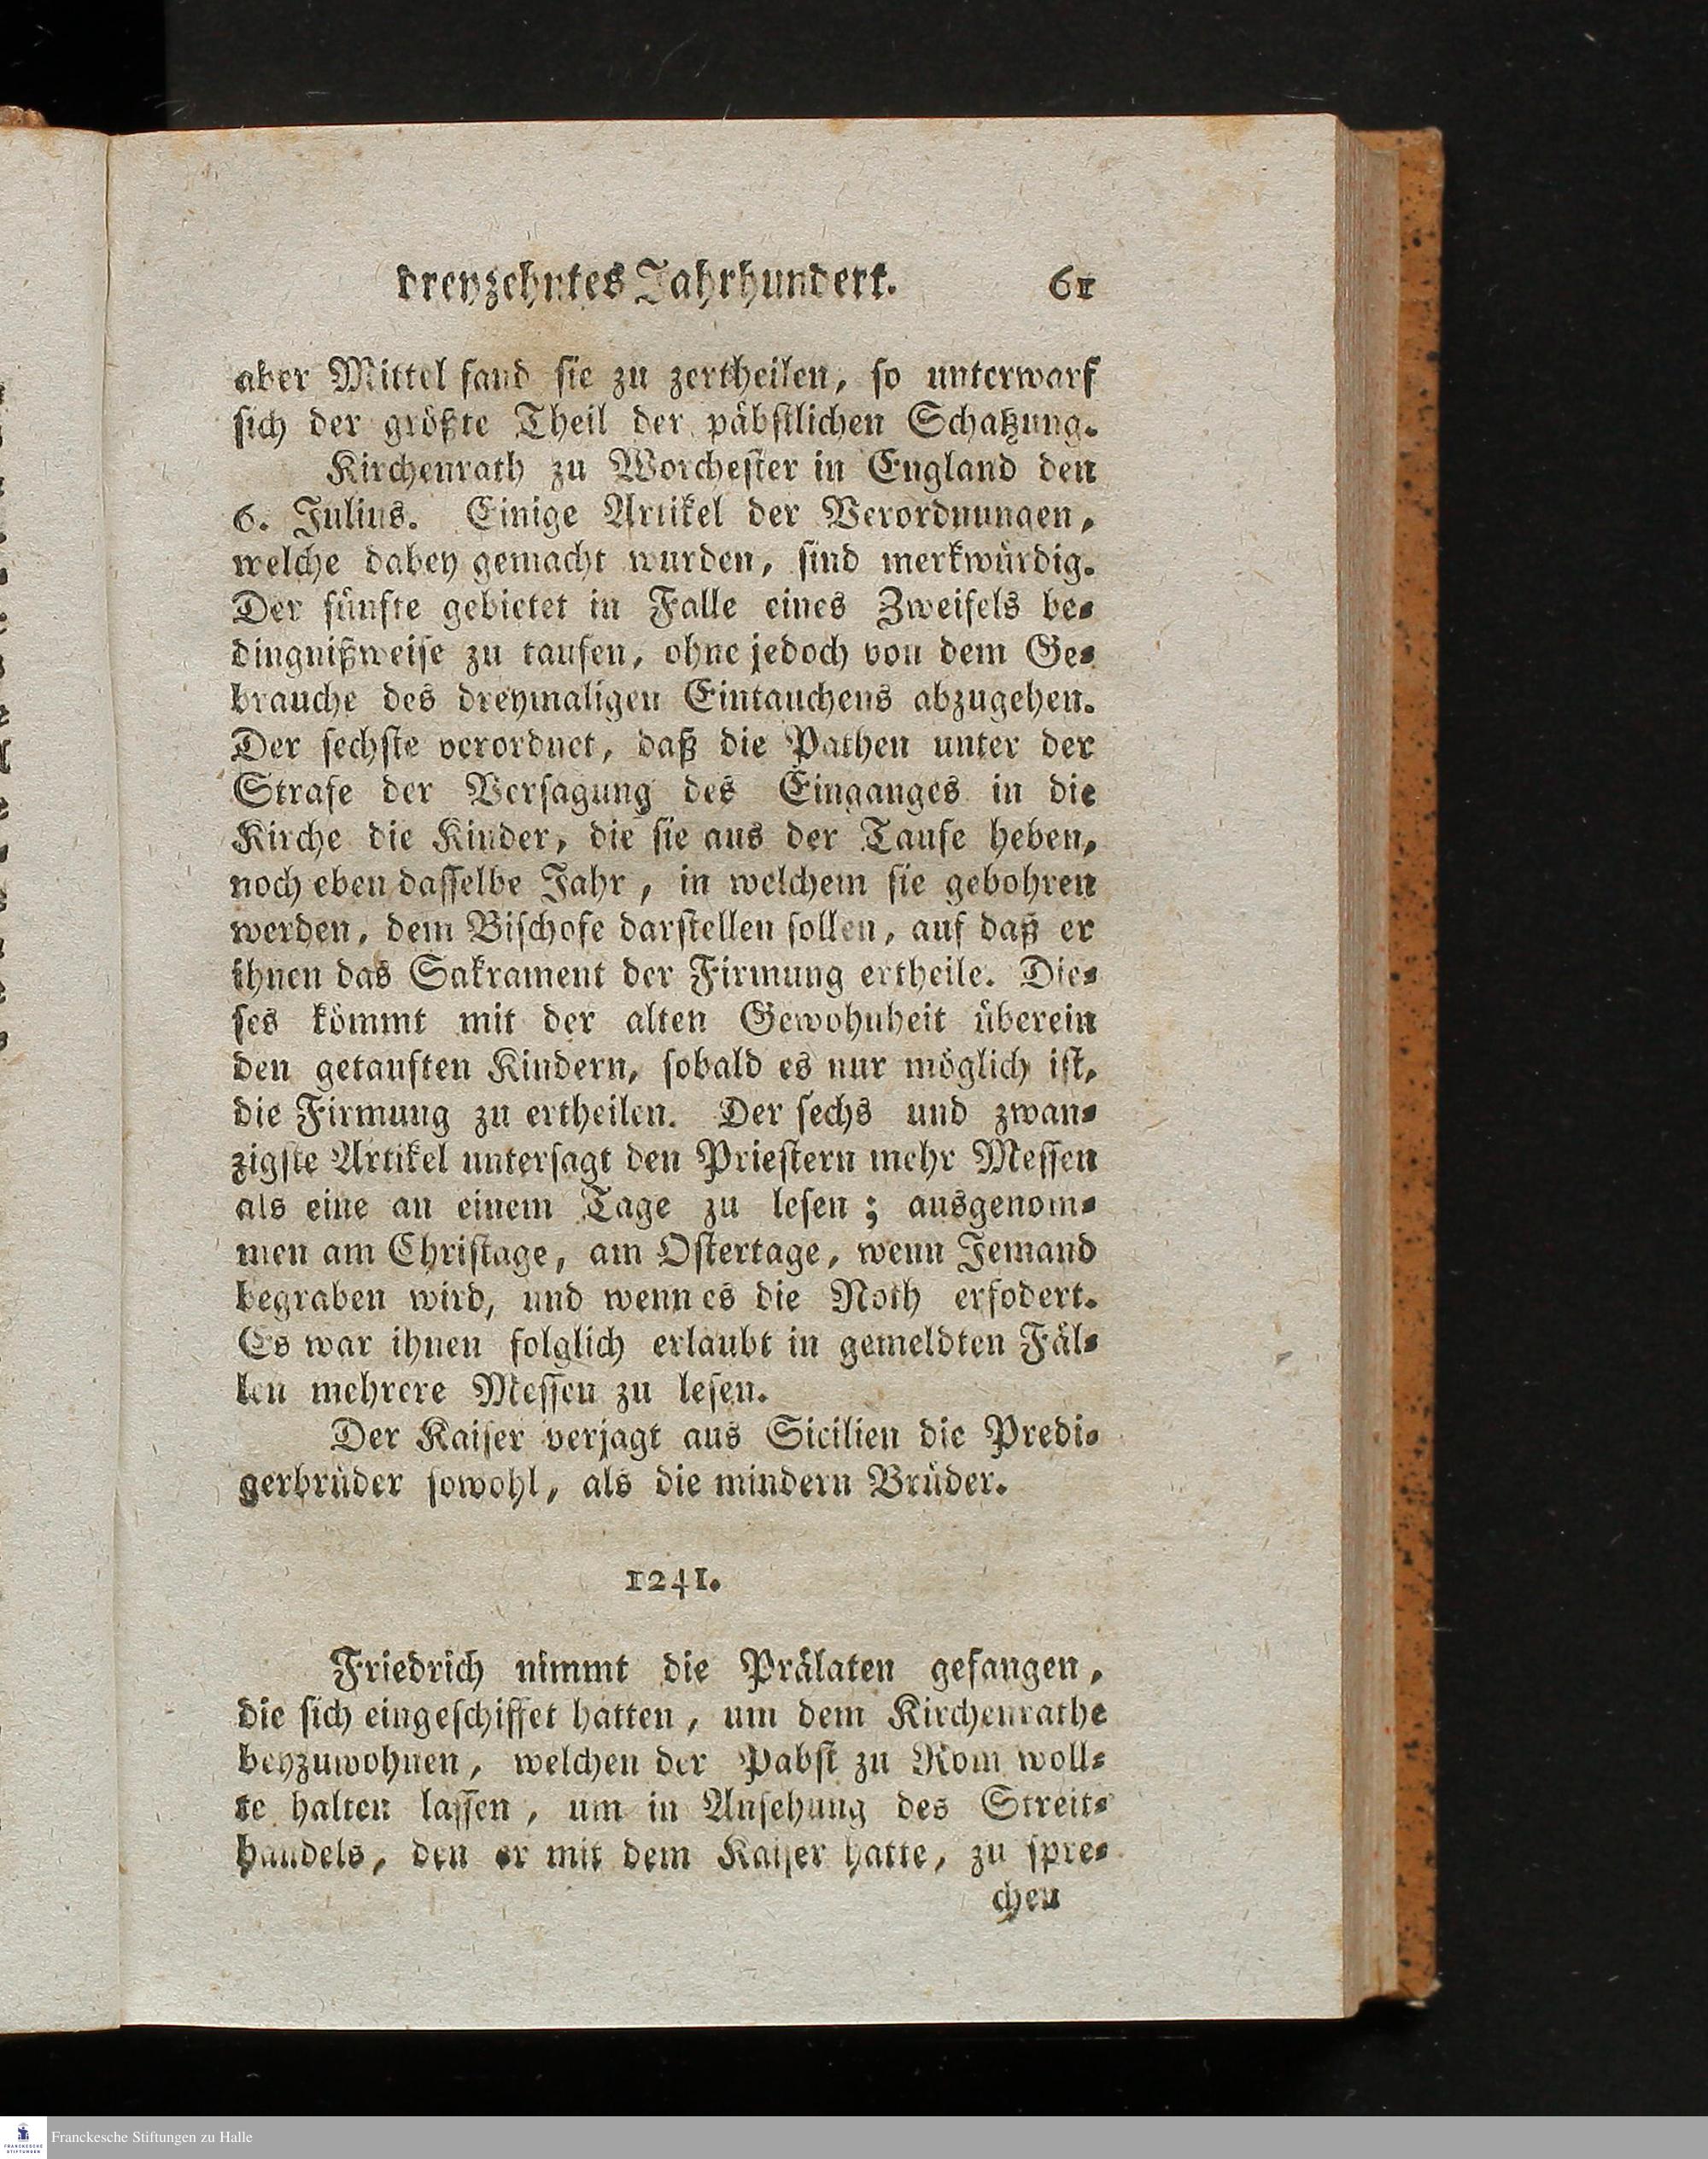 dreyzehntes Jahrhundert. 61
aber Mittel fand sie zu zertheilen, so unterwarf
sich der größte Theil der päbstlichen Schatzung.
Kirchenrath zu Worchester in England den
6. Julius. Einige Artikel der Verordnungen,
welche dabey gemacht wurden, sind merkwürdig.
Der fünfte gebietet in Falle eines Zweifels be-
dingnißweise zu taufen, ohne jedoch von dem Ge-
brauche des dreymaligen Eintauchens abzugehen.
Der sechste verordnet, daß die Pathen unter der
Strafe der Versagung des Einganges in die
Kirche die Kinder, die sie aus der Taufe heben,
noch eben dasselbe Jahr, in welchem sie gebohren
werden, dem Bischofe darstellen sollen, auf daß er
ihnen das Sakrament der Firmung ertheile. Die-
ses kömmt mit der alten Gewohnheit überein
den getauften Kindern, sobald es nur möglich ist,
die Firmung zu ertheilen. Der sechs und zwan-
zigste Artikel untersagt den Priestern mehr Messen
als eine an einem Tage zu lesen; ausgenom-
men am Christage, am Ostertage, wenn Jemand
begraben wird, und wenn es die Noth erfodert.
Es war ihnen folglich erlaubt in gemeldten Fäl-
len mehrere Messen zu lesen.
Der Kaiser verjagt aus Sicilien die Predi-
gerbrüder sowohl, als die mindern Brüder.
1241.
Friedrich nimmt die Prälaten gefangen,
die sich eingeschiffet hatten, um dem Kirchenrathe
beyzuwohnen, welchen der Pabst zu Rom woll-
te halten lassen, um in Ansehung des Streit-
handels, den er mit dem Kaiser hatte, zu spre-
chen
Franckesche Stiftungen zu Halle